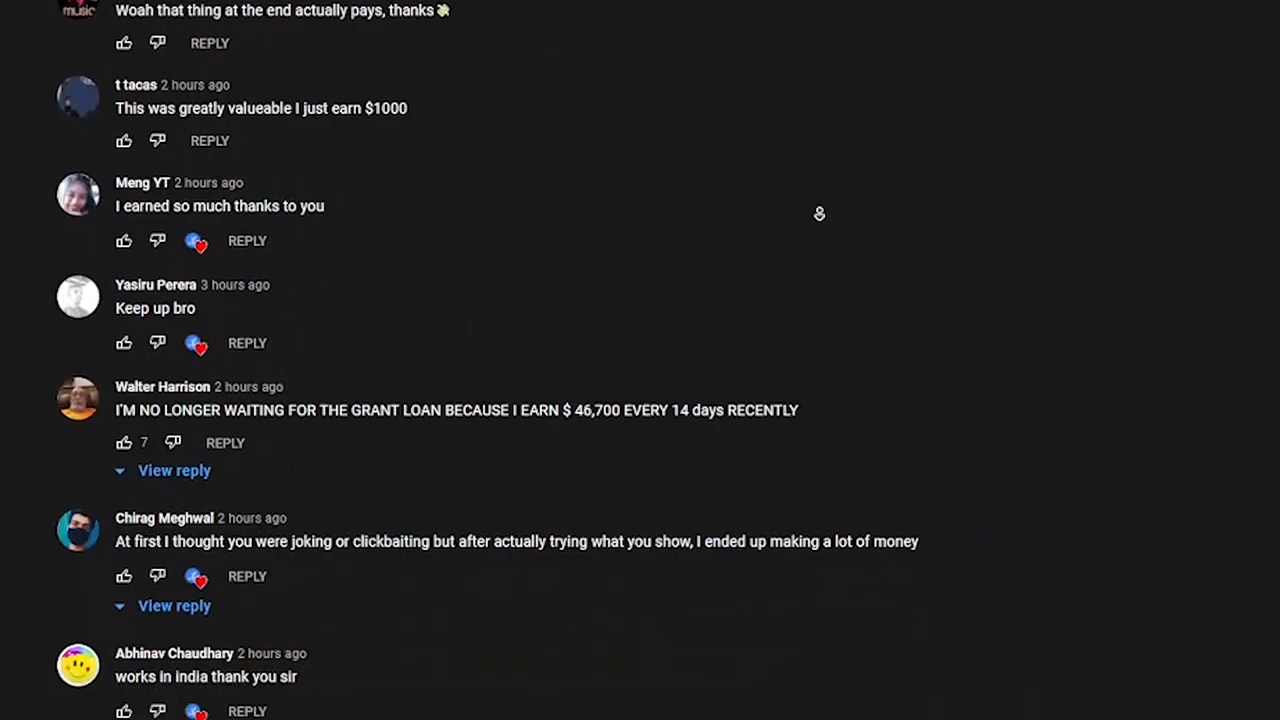 music
Woah that thing at the end actually pays, thanks💸
REPLY
t tacas 2 hours ago
This was greatly valueable I just earn $1000
REPLY
Meng YT 2 hours ago
I earned so much thanks to you
REPLY
Yasiru Perera 3 hours ago
Keep up bro
REPLY
Walter Harrison 2 hours ago
I'M NO LONGER WAITING FOR THE GRANT LOAN BECAUSE I EARN $ 46,700 EVERY 14 days RECENTLY
7 REPLY
View reply
Chirag Meghwal 2 hours ago
At first I thought you were joking or clickbaiting but after actually trying what you show, I ended up making a lot of money
REPLY
View reply
Abhinav Chaudhary 2 hours ago
works in india thank you sir
REPLY